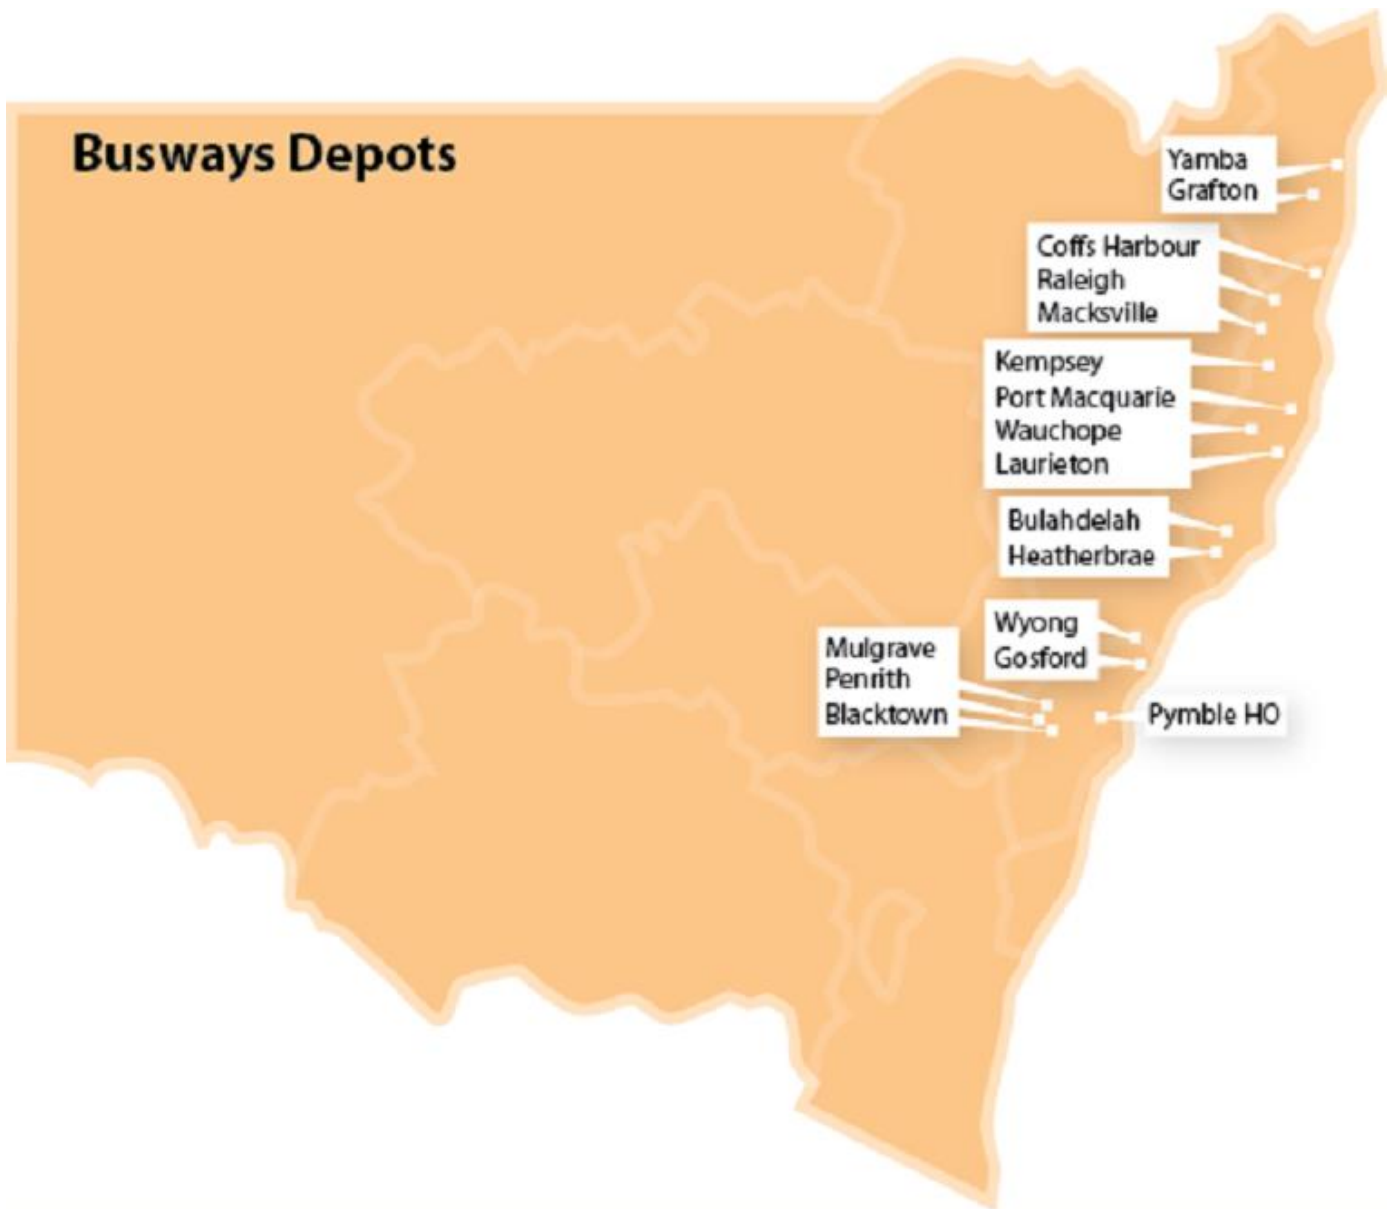 Busways Depots
Yamba
Grafton
Coffs Harbour
Raleigh
Macksville
Kempsey
Port Macquarie
Wauchope
Laurieton
Bulahdelah
Heatherbrae
Wyong
Gosford
Mulgrave
Penrith
Blacktown
Pymble HO